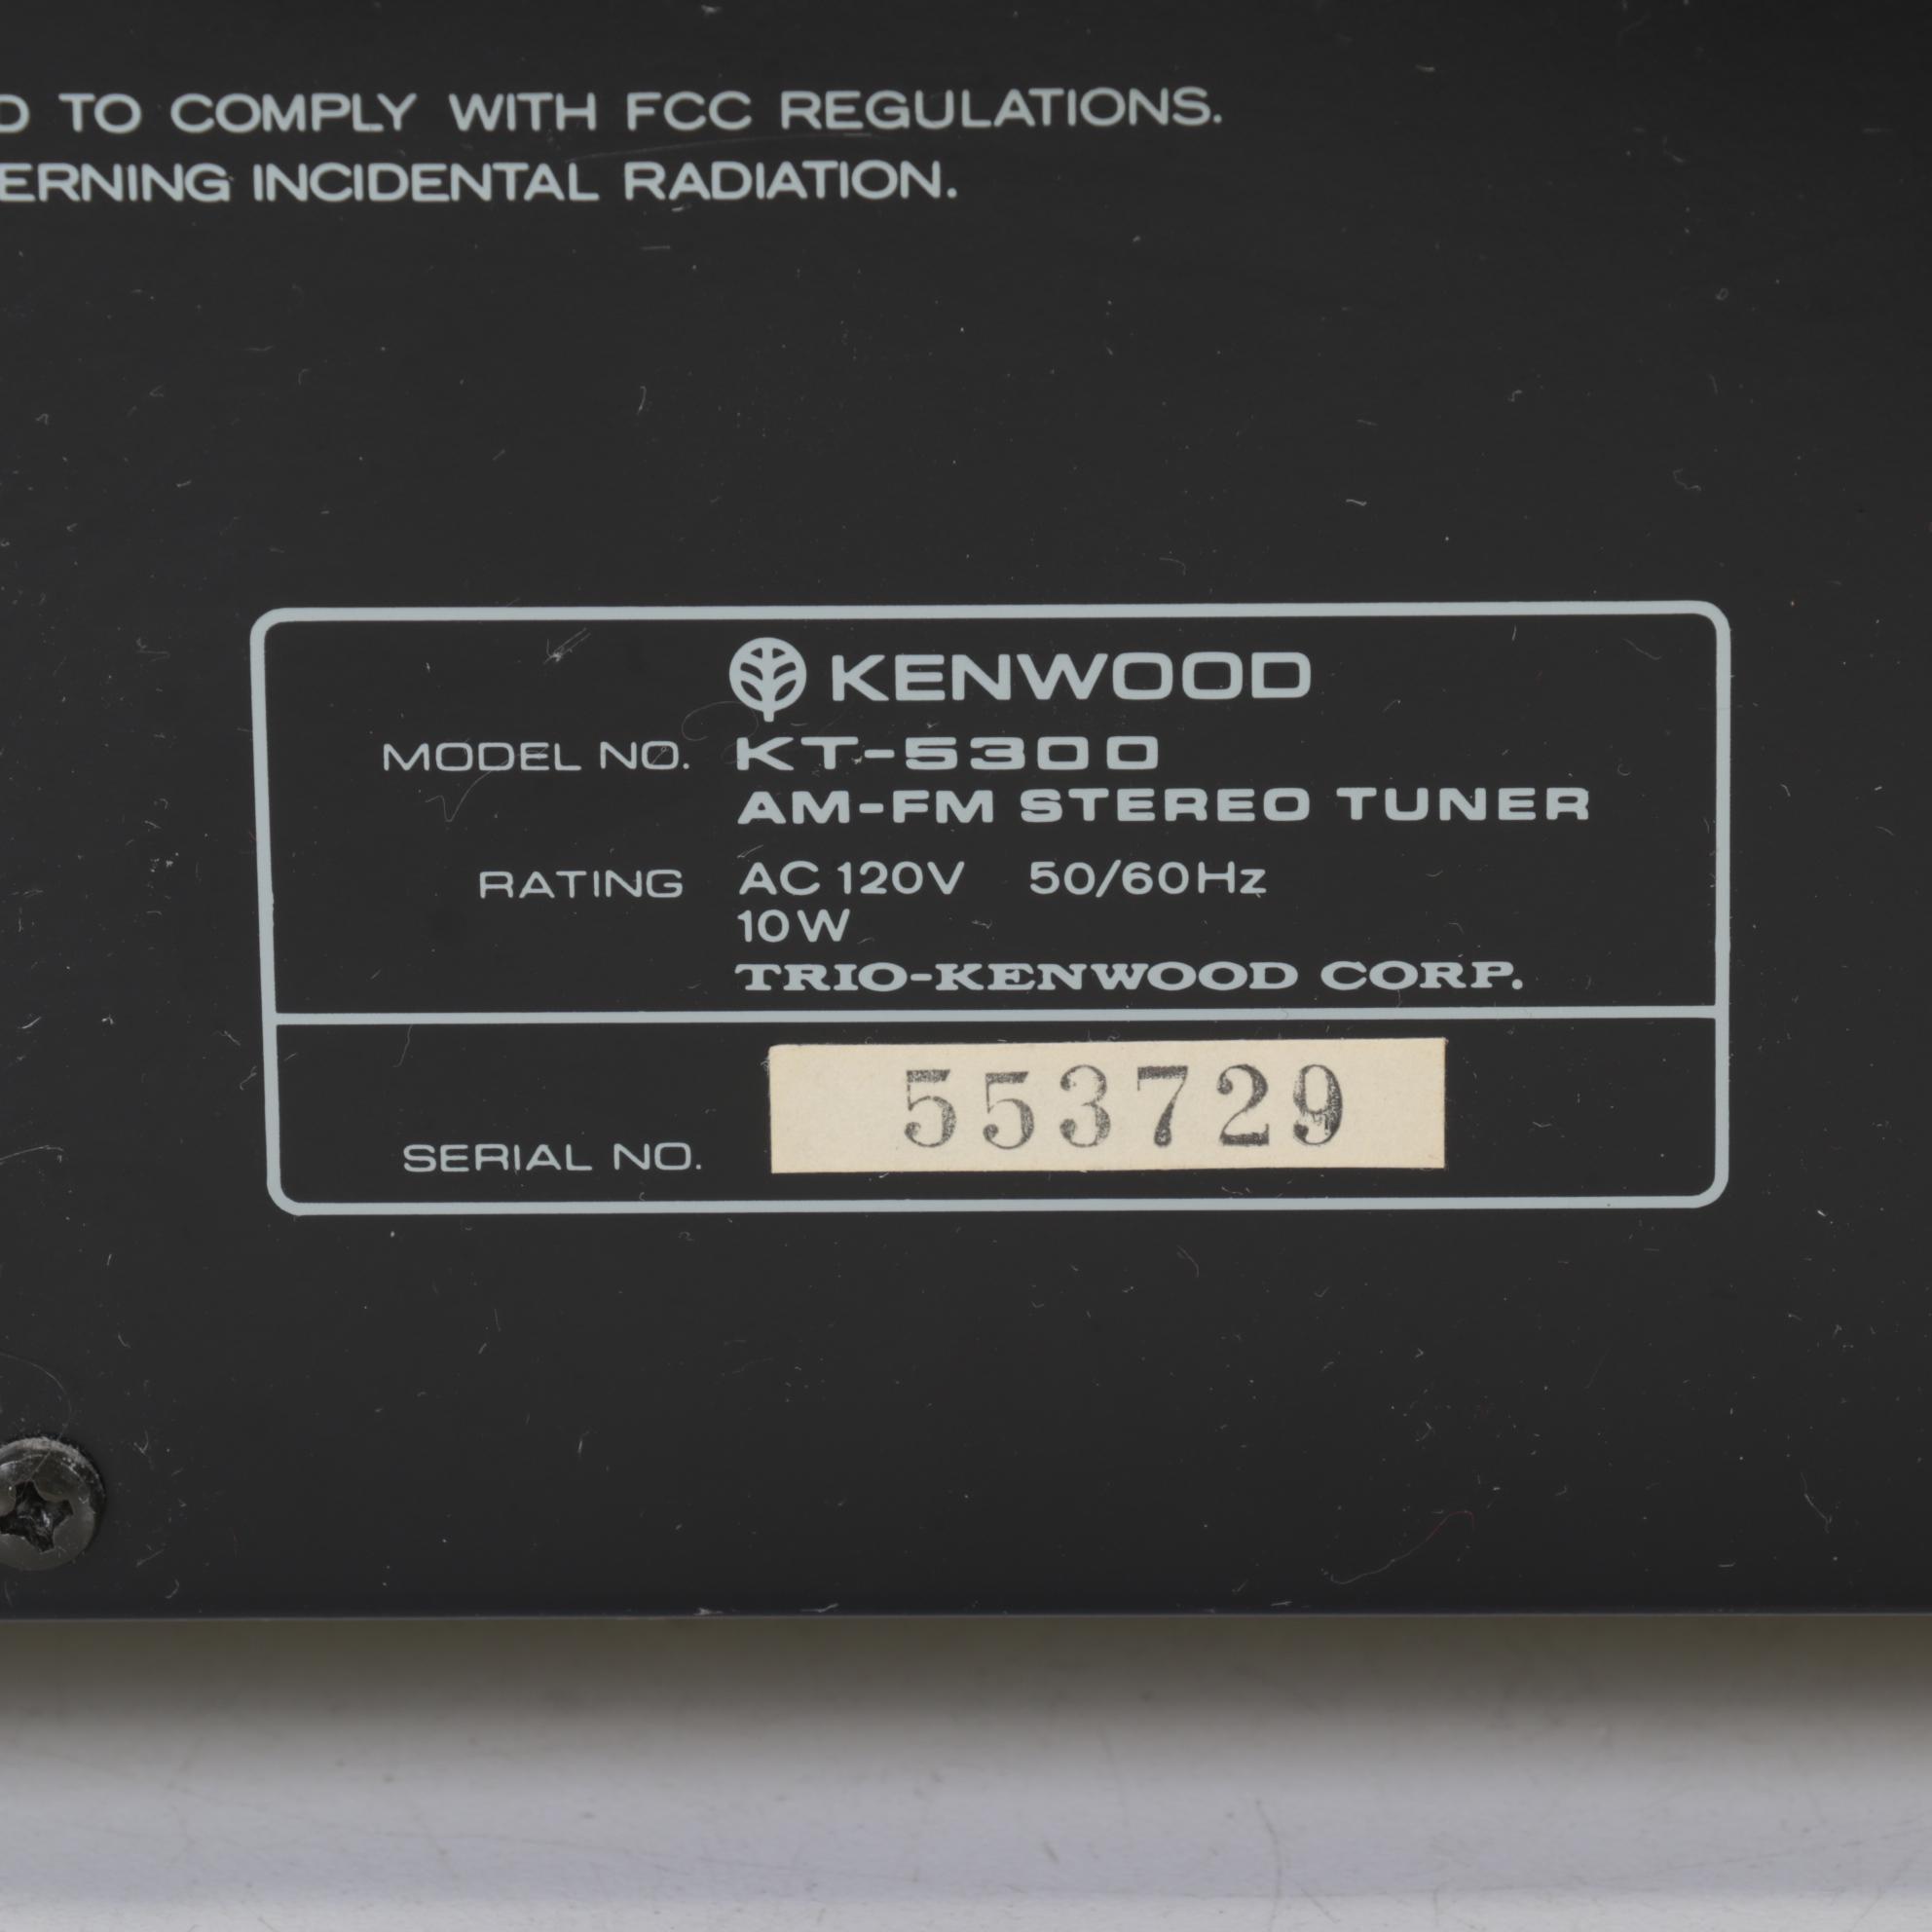 TO COMPLY WITH FCC REGULATIONS.
INCIDENTAL RADIATION.
KENWOOD
MODEL NO. KT-5300
AM-FM STEREO TUNER
RATING AC 120V 50/60Hz
10W
TRIO-KENWOOD CORP.
SERIAL NO. 553729